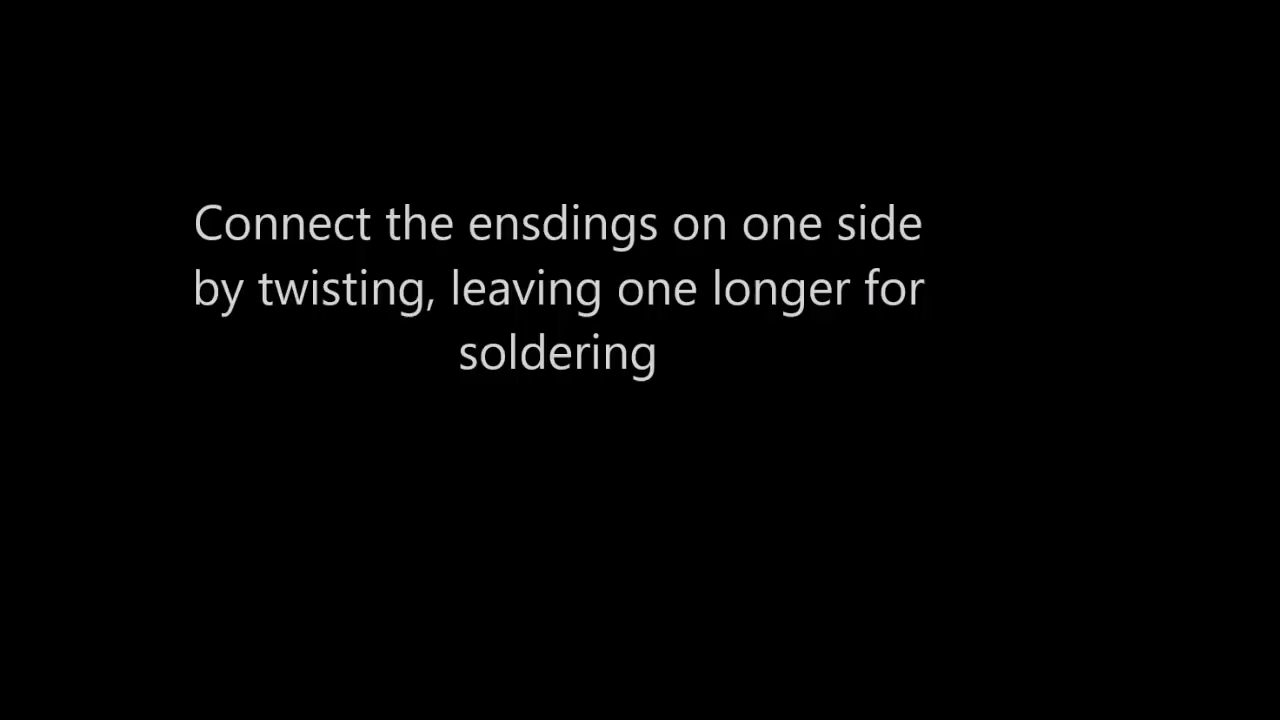 Connect the ensdings on one side
by twisting, leaving one longer for
soldering